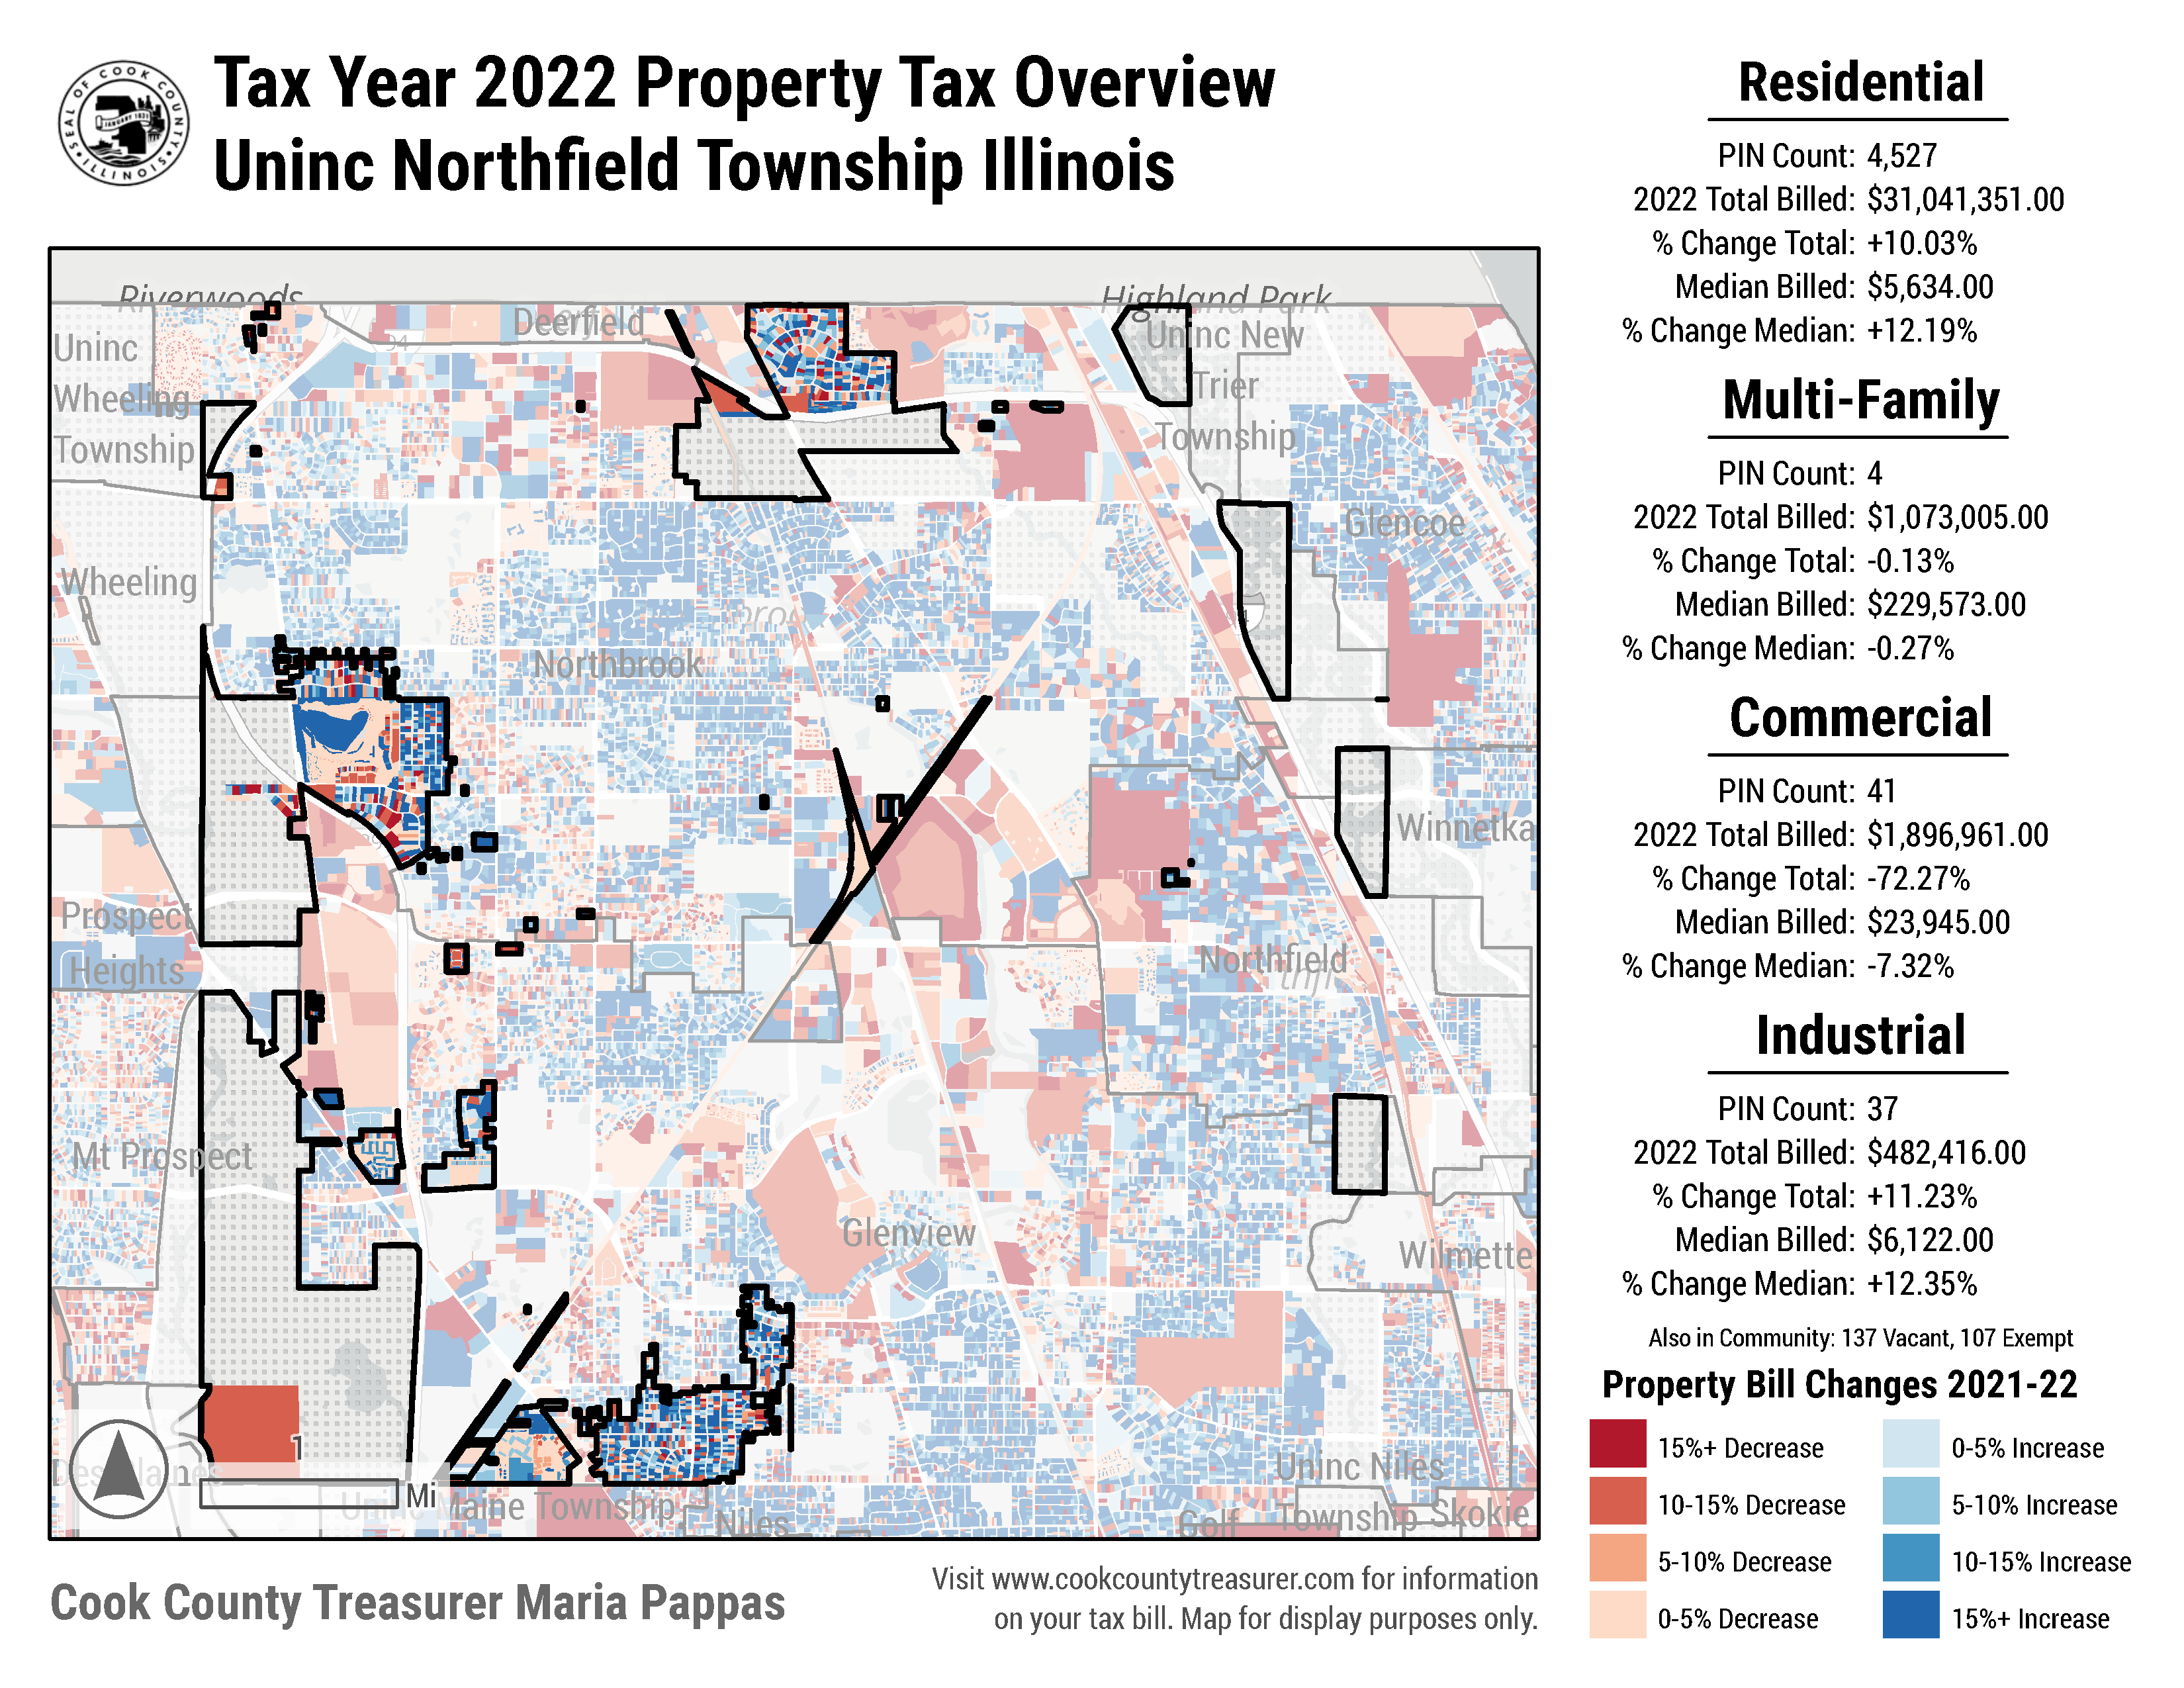 SEAL OF COOK COUNTY
ILLINOIS
JANUARY 1831
Tax Year 2022 Property Tax Overview
Uninc Northfield Township Illinois
Riverwoods
Deerfield
Highland Park
Uninc
Wheeling
Township
94
Uninc New
Trier
Township
Glencoe
Wheeling
Northbrook
Winnetka
Prospect
Heights
Northfield
Mt Prospect
Glenview
Wilmette
Des Plaines
Mi
Uninc Maine Township
Niles
Golf
Uninc Niles
Township
Skokie
Cook County Treasurer Maria Pappas
Visit www.cookcountytreasurer.com for information
on your tax bill. Map for display purposes only.
Residential
PIN Count: 4,527
2022 Total Billed: $31,041,351.00
% Change Total: +10.03%
Median Billed: $5,634.00
% Change Median: +12.19%
Multi-Family
PIN Count: 4
2022 Total Billed: $1,073,005.00
% Change Total: -0.13%
Median Billed: $229,573.00
% Change Median: -0.27%
Commercial
PIN Count: 41
2022 Total Billed: $1,896,961.00
% Change Total: -72.27%
Median Billed: $23,945.00
% Change Median: -7.32%
Industrial
PIN Count: 37
2022 Total Billed: $482,416.00
% Change Total: +11.23%
Median Billed: $6,122.00
% Change Median: +12.35%
Also in Community: 137 Vacant, 107 Exempt
Property Bill Changes 2021-22
15%+ Decrease
10-15% Decrease
5-10% Decrease
0-5% Decrease
0-5% Increase
5-10% Increase
10-15% Increase
15%+ Increase